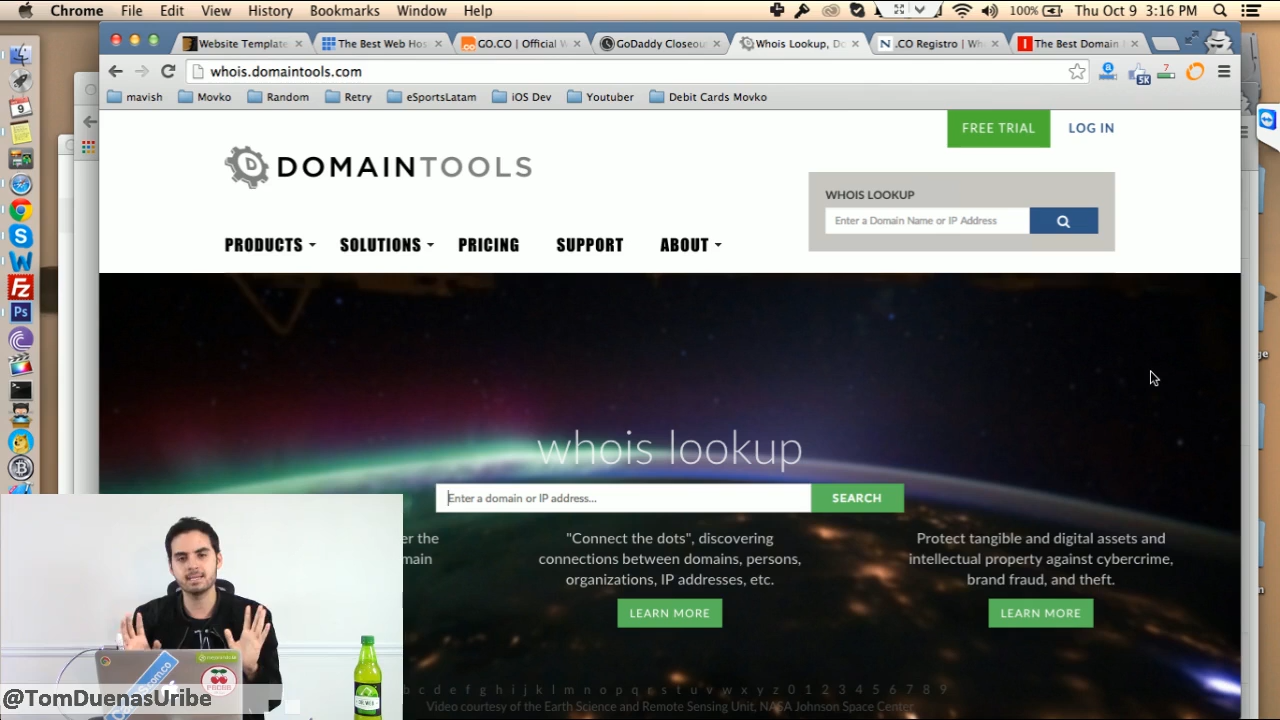 Chrome File Edit View History Bookmarks Window Help 100% Thu Oct 9 3:16 PM
Website Template The Best Web Hos GO.CO | Official W GoDaddy Closeou Whois Lookup, Do .CO Registro | Wh The Best Domain
whois.domaintools.com
5K 7
mavish Movko Random Retry eSportsLatam iOS Dev Youtuber Debit Cards Movko
FREE TRIAL LOG IN
DOMAINTOOLS
WHOIS LOOKUP
Enter a Domain Name or IP Address
PRODUCTS SOLUTIONS PRICING SUPPORT ABOUT
whois lookup
Enter a domain or IP address... SEARCH
er the "Connect the dots", discovering Protect tangible and digital assets and
main connections between domains, persons, intellectual property against cybercrime,
organizations, IP addresses, etc. brand fraud, and theft.
LEARN MORE LEARN MORE
@TomDuenasUribe
b c d e f g h i j k l m n o p q r s t u v w x y z 0 1 2 3 4 5 6 7 8 9
Video courtesy of the Earth Science and Remote Sensing Unit, NASA Johnson Space Center